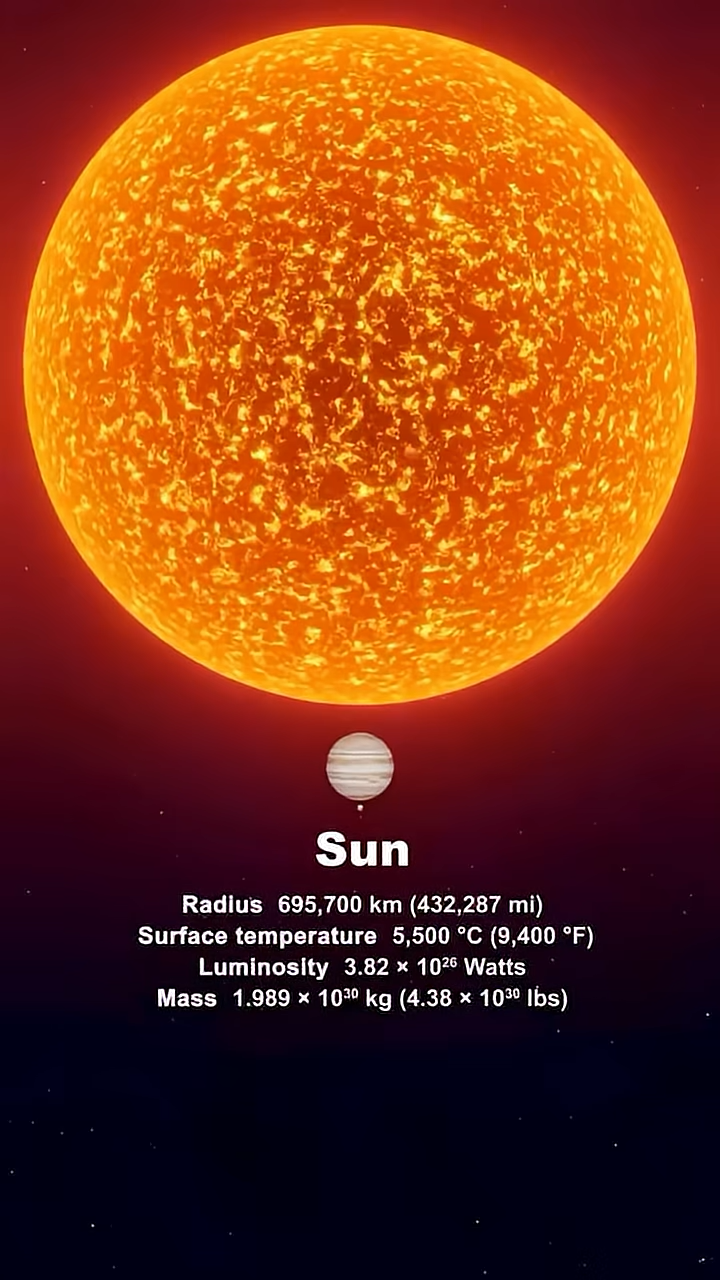 Sun
Radius 695,700 km (432,287 mi)
Surface temperature 5,500 °C (9,400 °F)
Luminosity 3.82 × 10²⁶ Watts
Mass 1.989 × 10³⁰ kg (4.38 × 10³⁰ lbs)